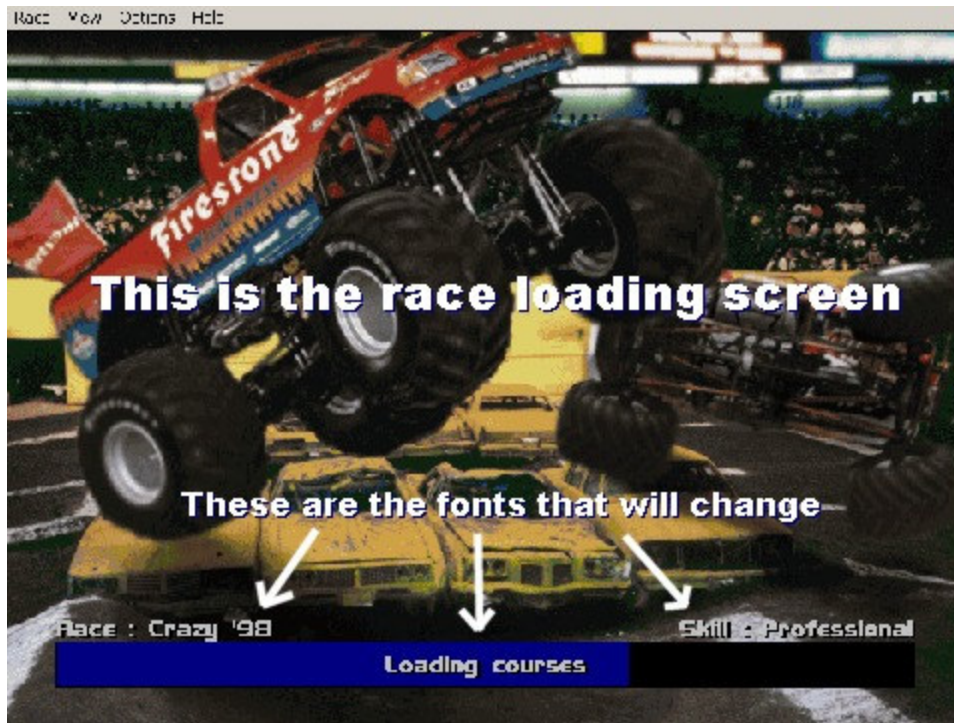 Race View Options Help
Firestone
This is the race loading screen
These are the fonts that will change
Race : Crazy '98 Skill : Professional
Loading courses